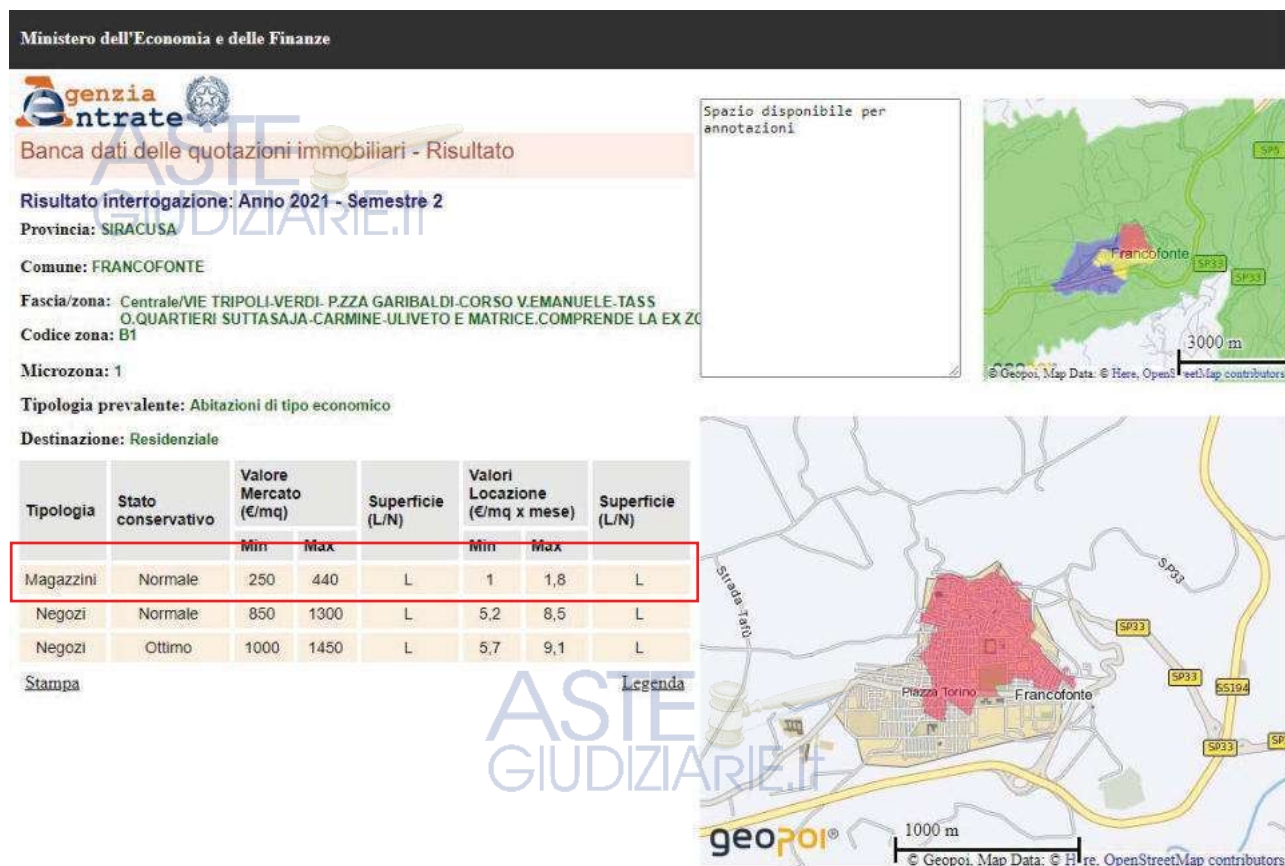 Ministero dell'Economia e delle Finanze
Agenzia
Entrate
Banca dati delle quotazioni immobiliari - Risultato
Risultato interrogazione: Anno 2021 - Semestre 2
Provincia: SIRACUSA
Comune: FRANCOFONTE
Fascia/zona: Centrale/VIE TRIPOLI-VERDI- P.ZZA GARIBALDI-CORSO V.EMANUELE-TASS
O.QUARTIERI SUTTASAJA-CARMINE-ULIVETO E MATRICE.COMPRENDE LA EX ZO
Codice zona: B1
Microzona: 1
Tipologia prevalente: Abitazioni di tipo economico
Destinazione: Residenziale
Tipologia Stato conservativo Valore Mercato (€/mq) Superficie (L/N) Valori Locazione (€/mq x mese) Superficie (L/N)
Min Max Min Max
Magazzini Normale 250 440 L 1 1,8 L
Negozi Normale 850 1300 L 5,2 8,5 L
Negozi Ottimo 1000 1450 L 5,7 9,1 L
Stampa Legenda
Spazio disponibile per
annotazioni
SP5
Francofonte
SP33
SP33
3000 m
© Geopoi, Map Data: © Here, OpenStreetMap contributors
Strada-Tafù
SP33
SP33
SP33
SS194
Piazza Torino
Francofonte
SP33
SP
geopoi®
1000 m
© Geopoi, Map Data: © Here, OpenStreetMap contributors
ASTE
GIUDIZIARIE.it
ASTE
GIUDIZIARIE.it